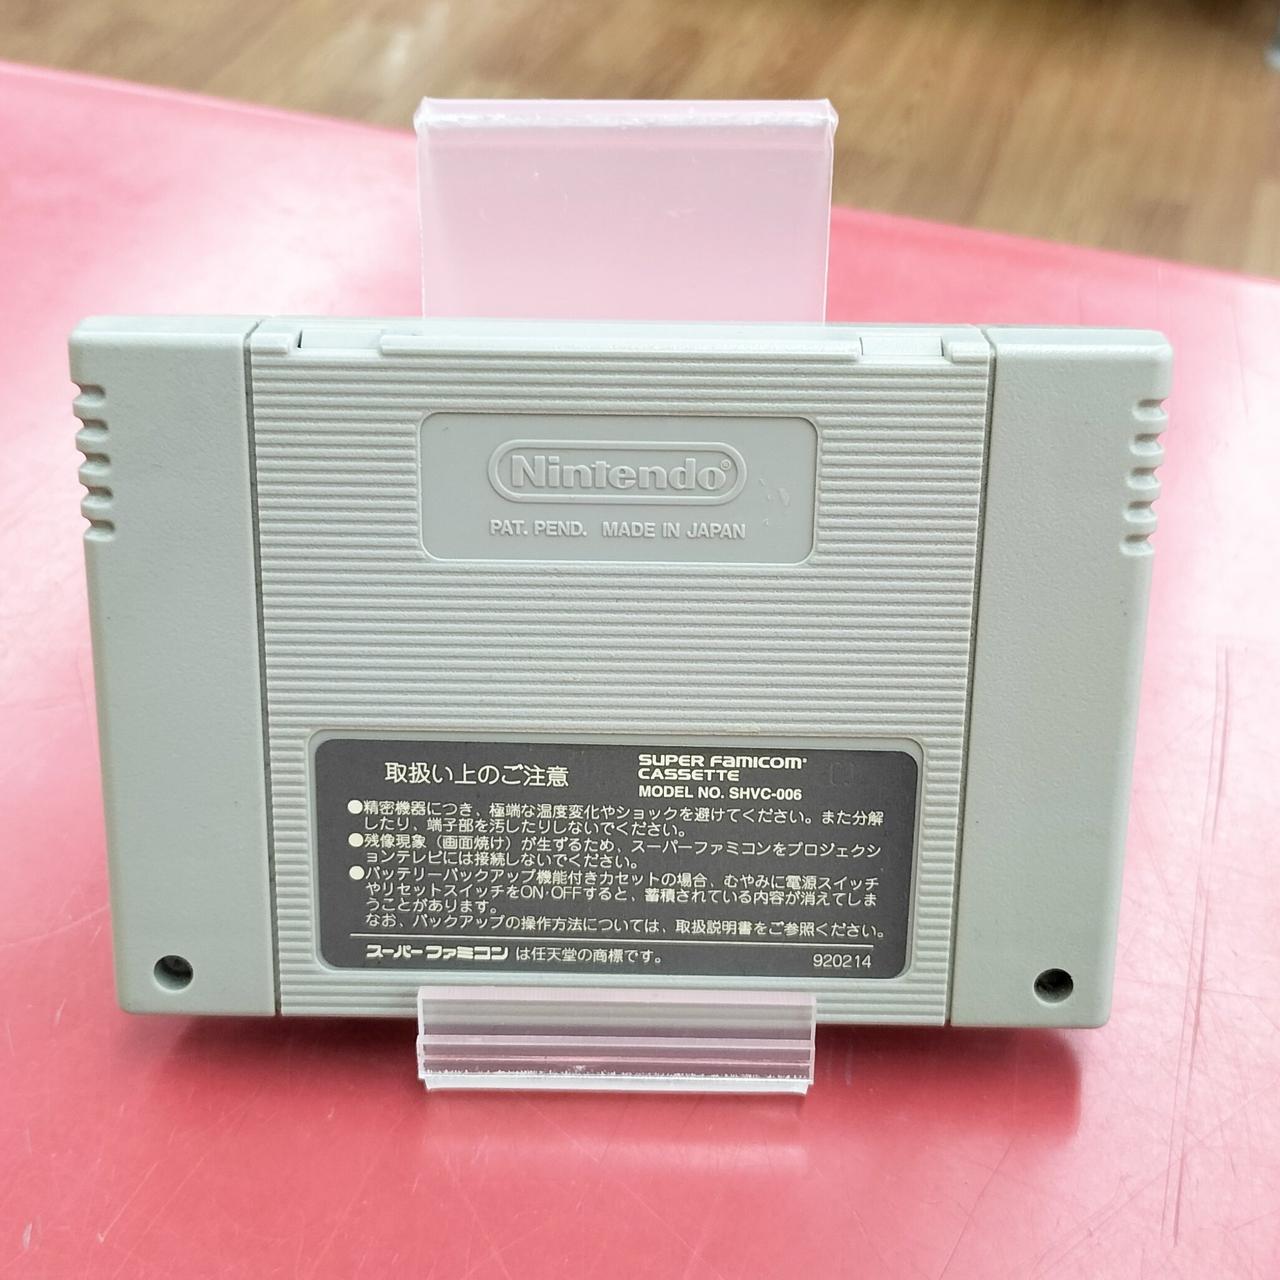 Nintendo®
PAT. PEND. MADE IN JAPAN
取扱い上のご注意
SUPER FAMICOM®
CASSETTE
MODEL NO. SHVC-006
●精密機器につき、極端な温度変化やショックを避けてください。また分解
したり、端子部を汚したりしないでください。
●残像現象(画面焼け)が生ずるため、スーパーファミコンをプロジェクシ
ョンテレビには接続しないでください。
●バッテリーバックアップ機能付きカセットの場合、むやみに電源スイッチ
やリセットスイッチをON・OFFすると、蓄積されている内容が消えてしま
うことがあります。
なお、バックアップの操作方法については、取扱説明書をご参照ください。
スーパーファミコン は任天堂の商標です。
920214